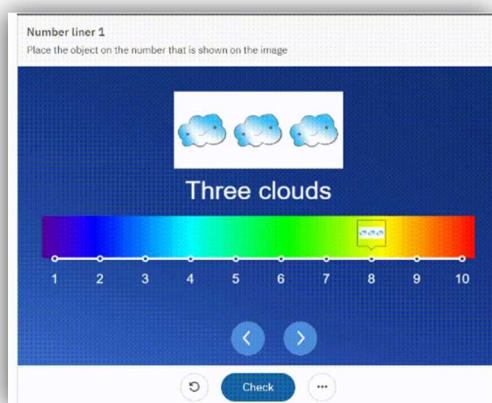 Number liner 1
Place the object on the number that is shown on the image
Three clouds
1 2 3 4 5 6 7 8 9 10
Check